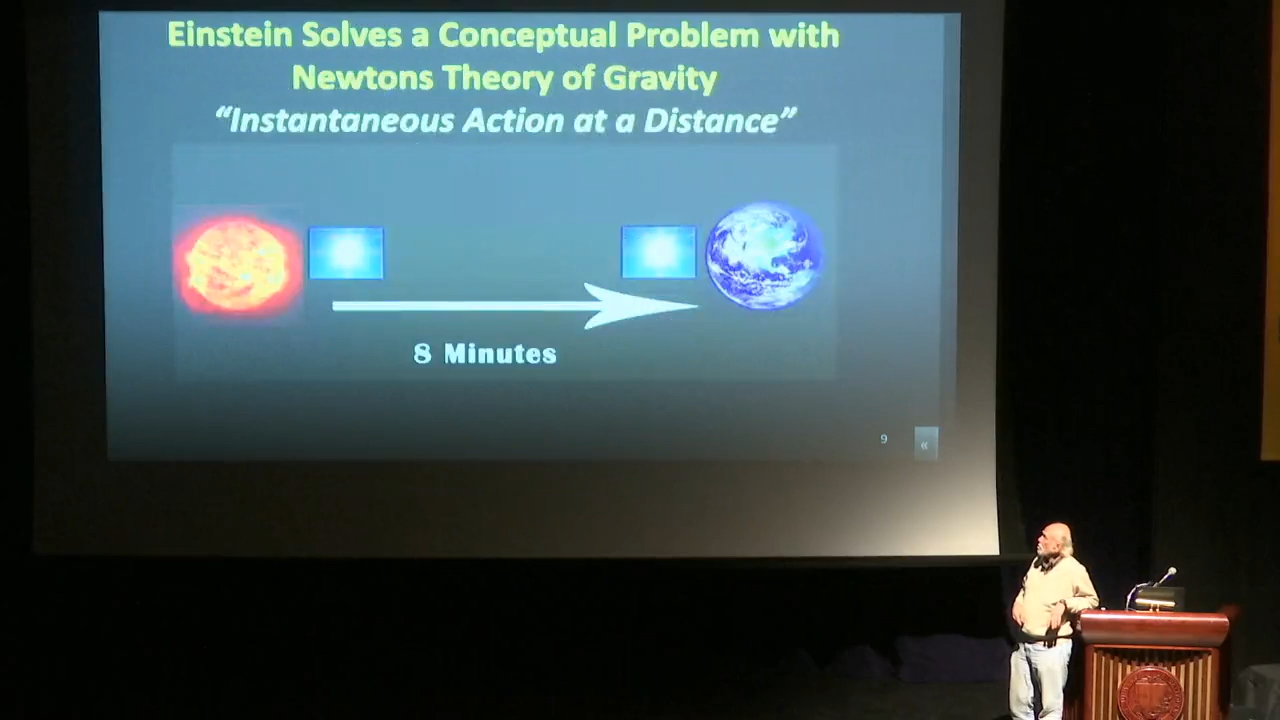 Einstein Solves a Conceptual Problem with
Newtons Theory of Gravity
“Instantaneous Action at a Distance”
8 Minutes
9
«